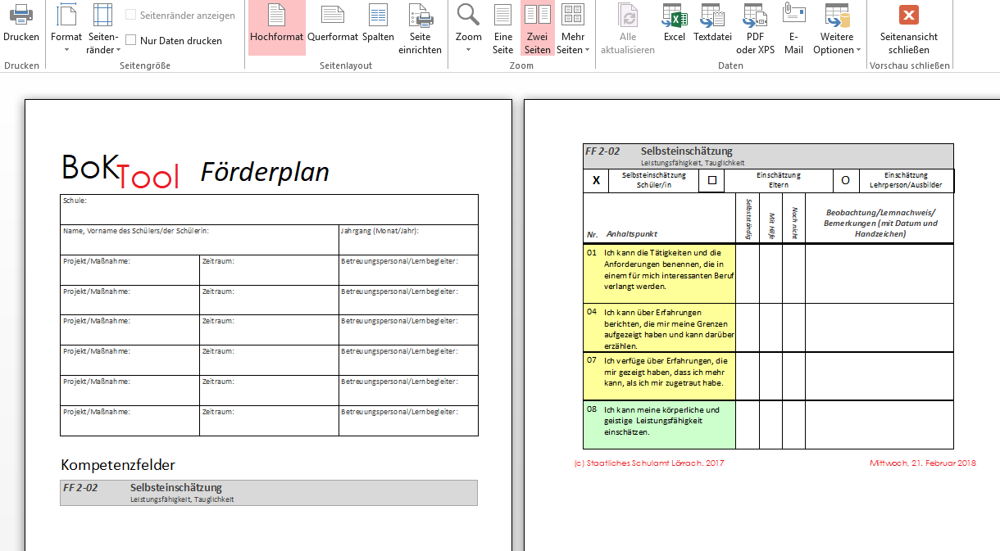 Drucken
Format
Seiten-
ränder
Seitenränder anzeigen
Nur Daten drucken
Hochformat
Querformat
Spalten
Seite
einrichten
Zoom
Eine
Seite
Zwei
Seiten
Mehr
Seiten
Alle
aktualisieren
Excel
Textdatei
PDF
oder XPS
E-
Mail
Weitere
Optionen
Seitenansicht
schließen
Drucken
Seitengröße
Seitenlayout
Zoom
Daten
Vorschau schließen
BoKTool Förderplan
Schule:
Name, Vorname des Schülers/der Schülerin: Jahrgang (Monat/Jahr):
Projekt/Maßnahme: Zeitraum: Betreuungspersonal/Lernbegleiter:
Projekt/Maßnahme: Zeitraum: Betreuungspersonal/Lernbegleiter:
Projekt/Maßnahme: Zeitraum: Betreuungspersonal/Lernbegleiter:
Projekt/Maßnahme: Zeitraum: Betreuungspersonal/Lernbegleiter:
Projekt/Maßnahme: Zeitraum: Betreuungspersonal/Lernbegleiter:
Projekt/Maßnahme: Zeitraum: Betreuungspersonal/Lernbegleiter:
Kompetenzfelder
FF 2-02 Selbsteinschätzung
Leistungsfähigkeit, Tauglichkeit
FF 2-02 Selbsteinschätzung
Leistungsfähigkeit, Tauglichkeit
X
Selbsteinschätzung
Schüler/in
Einschätzung
Eltern
O
Einschätzung
Lehrperson/Ausbilder
Nr. Anhaltspunkt
Selbstständig
Mit Hilfe
Noch nicht
Beobachtung/Lernnachweis/
Bemerkungen (mit Datum und
Handzeichen)
01 Ich kann die Tätigkeiten und die
Anforderungen benennen, die in
einem für mich interessanten Beruf
verlangt werden.
04 Ich kann über Erfahrungen
berichten, die mir meine Grenzen
aufgezeigt haben und kann darüber
erzählen.
07 Ich verfüge über Erfahrungen, die
mir gezeigt haben, dass ich mehr
kann, als ich mir zugetraut habe.
08 Ich kann meine körperliche und
geistige Leistungsfähigkeit
einschätzen.
(c) Staatliches Schulamt Lörrach. 2017 Mittwoch, 21. Februar 2018